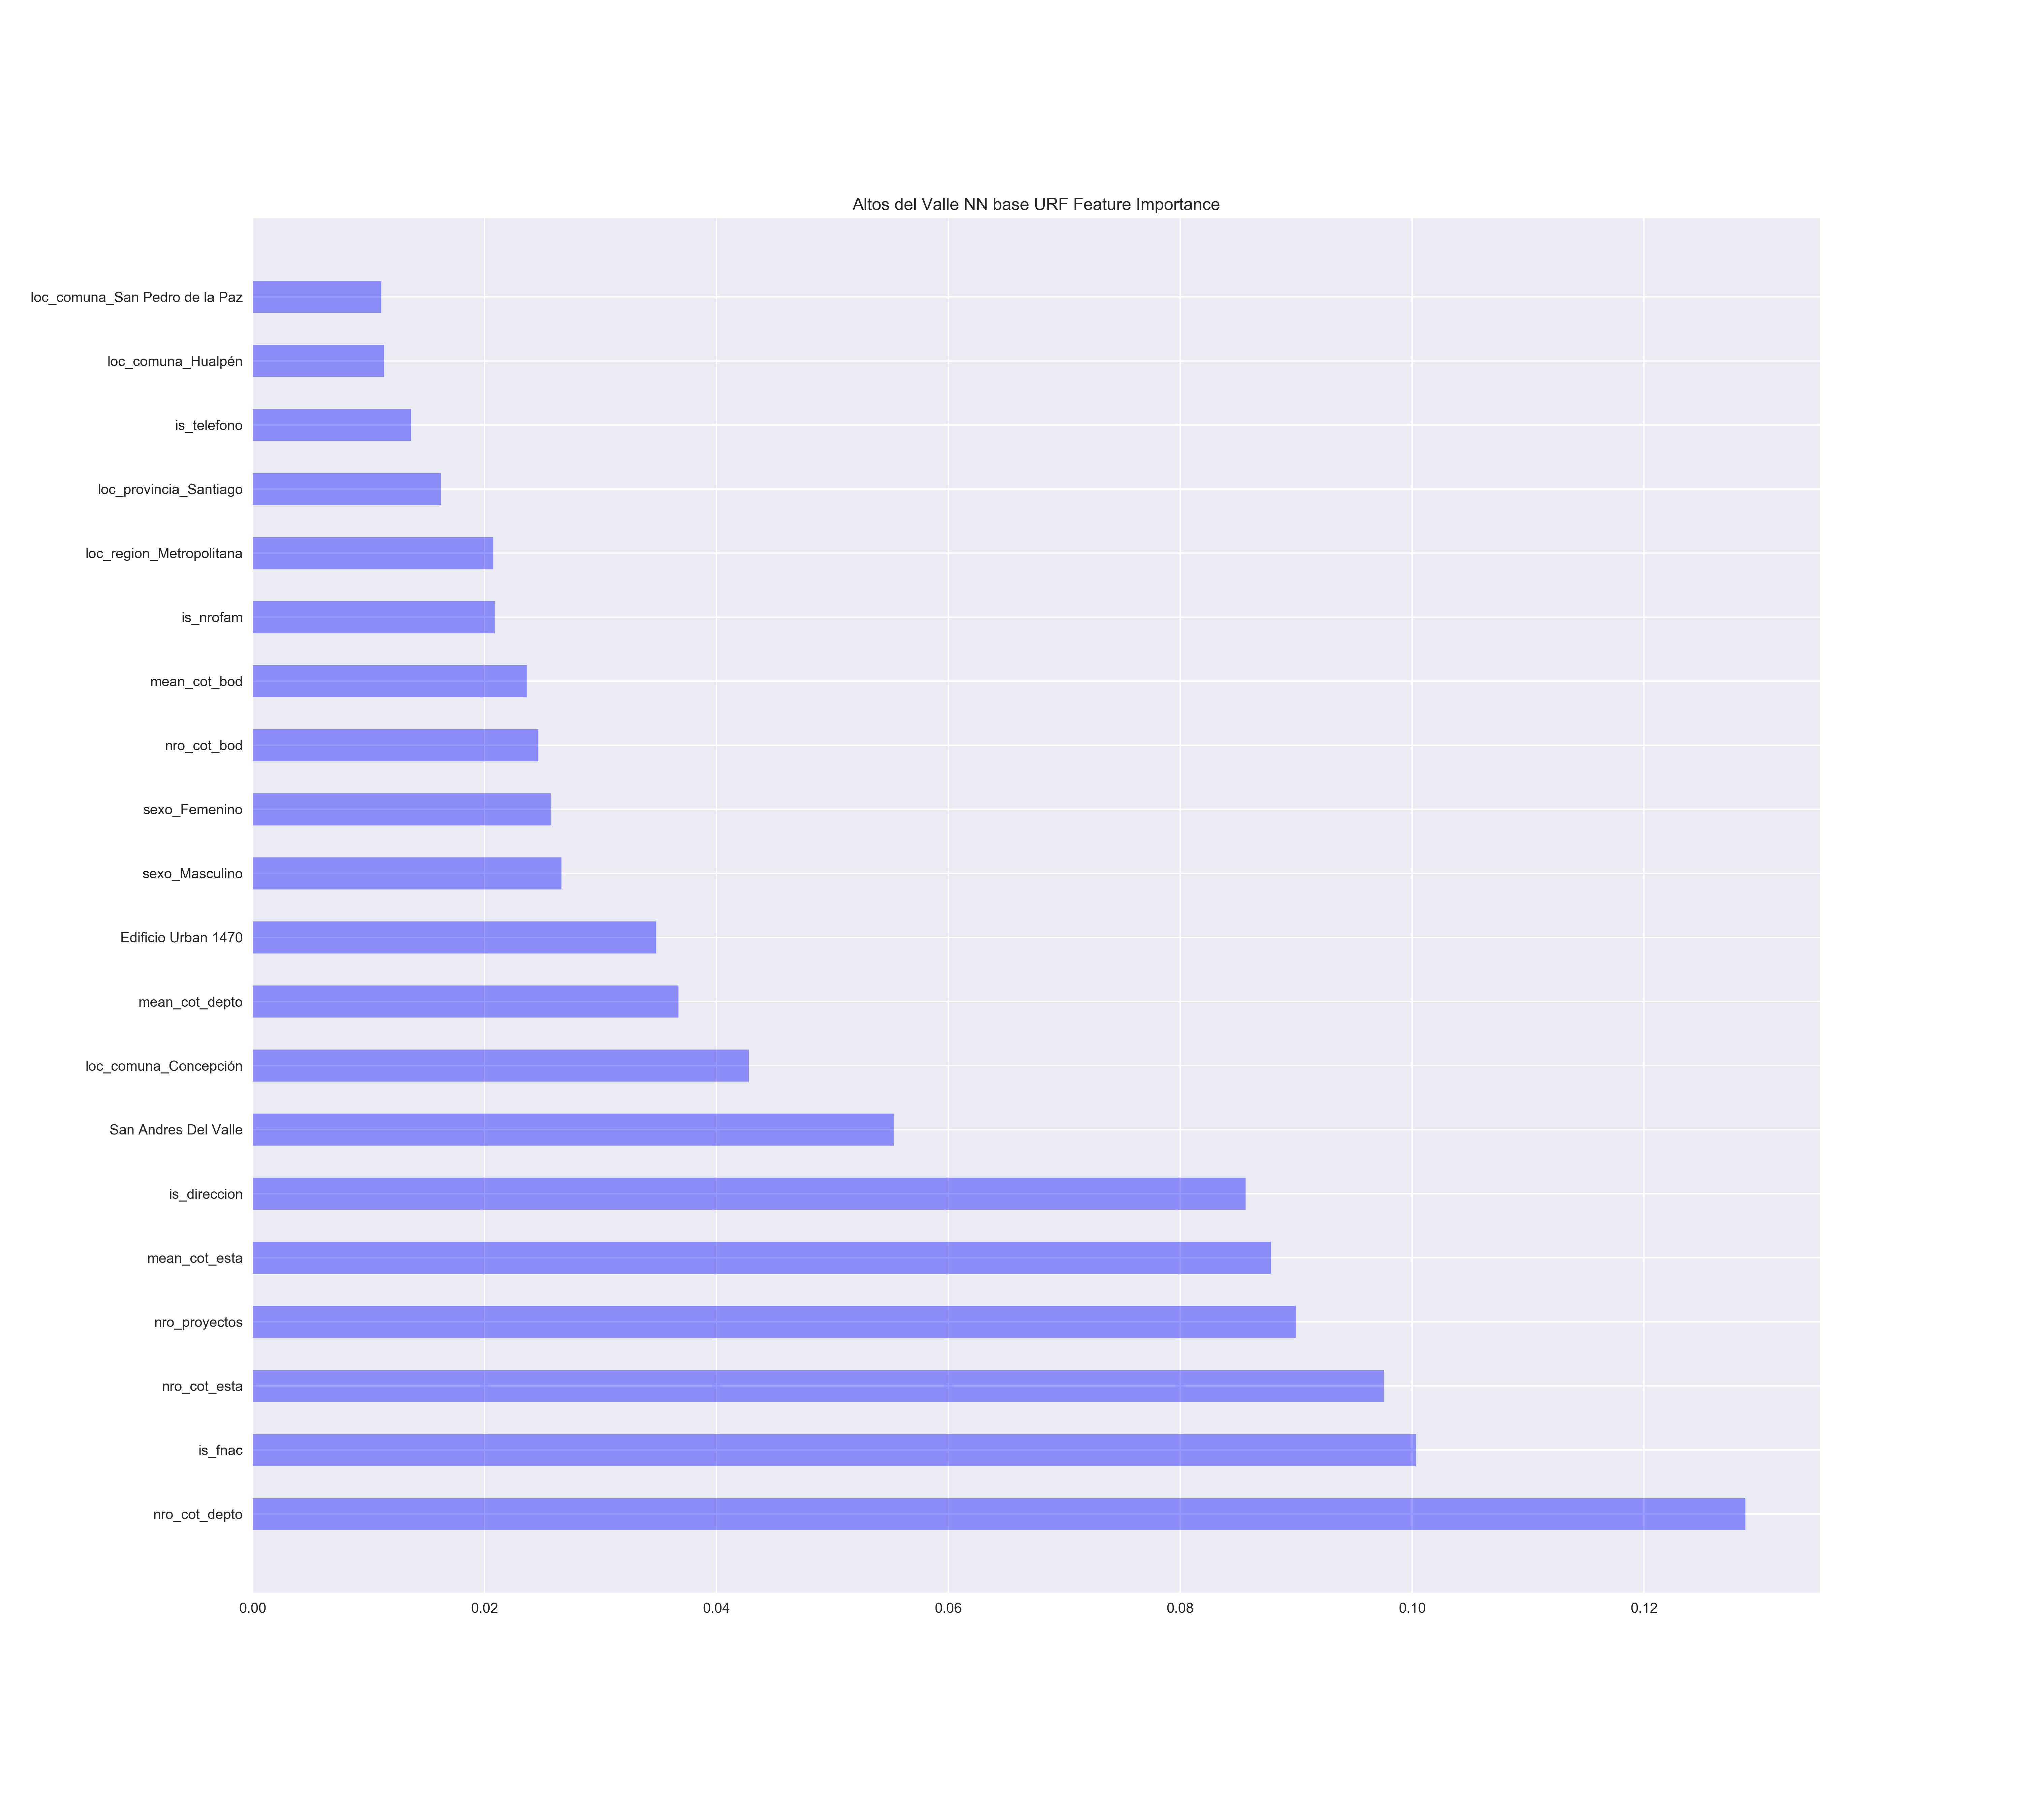 Altos del Valle NN base URF Feature Importance
loc_comuna_San Pedro de la Paz
loc_comuna_Hualpén
is_telefono
loc_provincia_Santiago
loc_region_Metropolitana
is_nrofam
mean_cot_bod
nro_cot_bod
sexo_Femenino
sexo_Masculino
Edificio Urban 1470
mean_cot_depto
loc_comuna_Concepción
San Andres Del Valle
is_direccion
mean_cot_esta
nro_proyectos
nro_cot_esta
is_fnac
nro_cot_depto
0.00 0.02 0.04 0.06 0.08 0.10 0.12